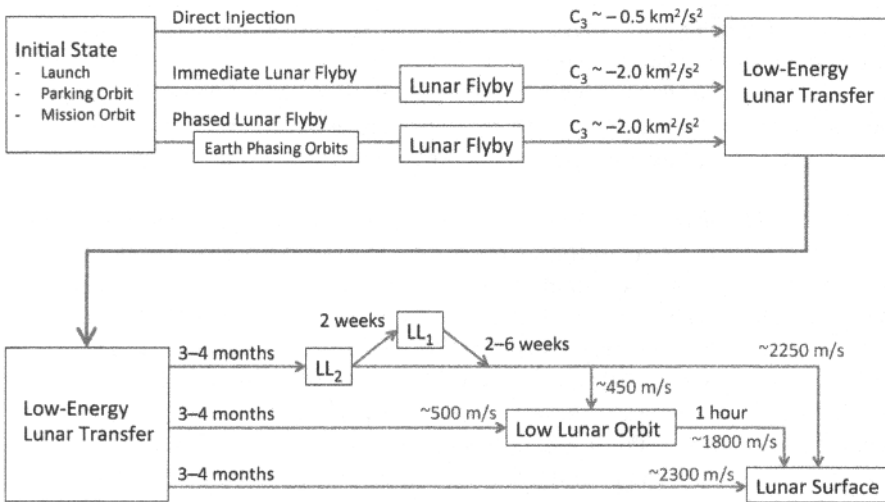 Direct Injection
C₃ ~ – 0.5 km²/s²
Initial State
- Launch
- Parking Orbit
- Mission Orbit
Immediate Lunar Flyby
Lunar Flyby
C₃ ~ –2.0 km²/s²
Low-Energy
Lunar Transfer
Phased Lunar Flyby
Earth Phasing Orbits
Lunar Flyby
C₃ ~ –2.0 km²/s²
2 weeks
LL₁
2–6 weeks
3–4 months
LL₂
~2250 m/s
~450 m/s
Low-Energy
Lunar Transfer
3–4 months
~500 m/s
Low Lunar Orbit
1 hour
~1800 m/s
3–4 months
~2300 m/s
Lunar Surface